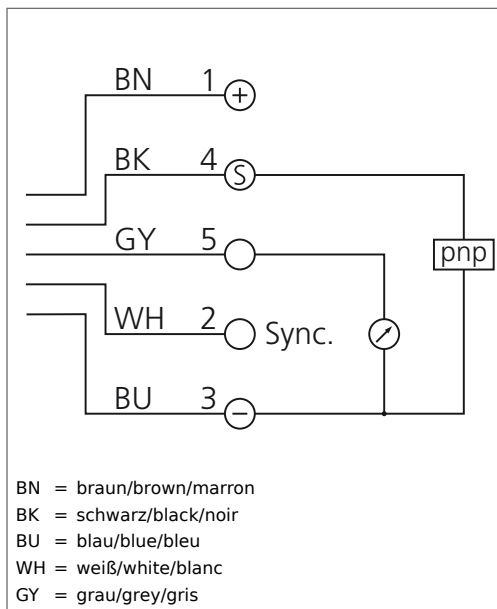 BN 1 +
BK 4 S
pnp
GY 5
WH 2 Sync.
BU 3 −
BN = braun/brown/marron
BK = schwarz/black/noir
BU = blau/blue/bleu
WH = weiß/white/blanc
GY = grau/grey/gris